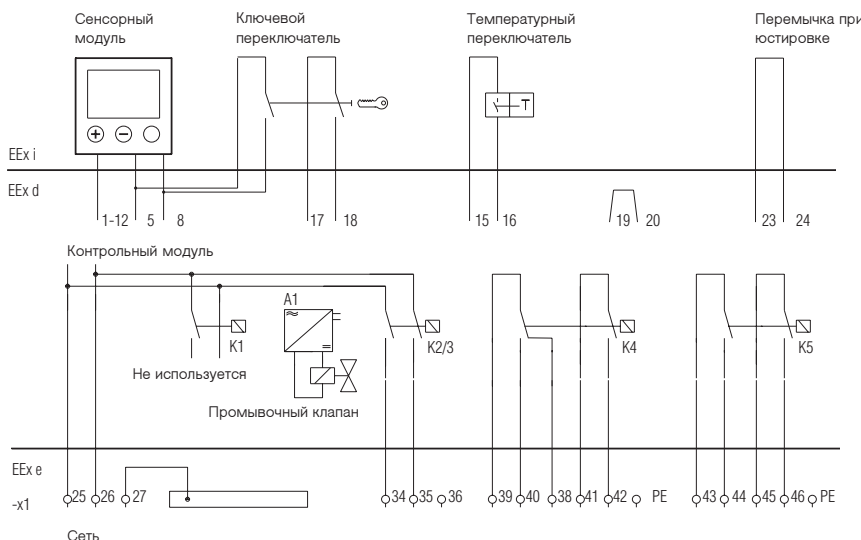 Сенсорный
модуль
Ключевой
переключатель
Температурный
переключатель
Перемычка при
юстировке
EEx i
EEx d
1-12 5 8 17 18 15 16 19 20 23 24
Контрольный модуль
A1
K1
K2/3
K4
K5
Не используется
Промывочный клапан
EEx e
-x1
25 26 27 34 35 36 39 40 38 41 42 PE 43 44 45 46 PE
Сеть